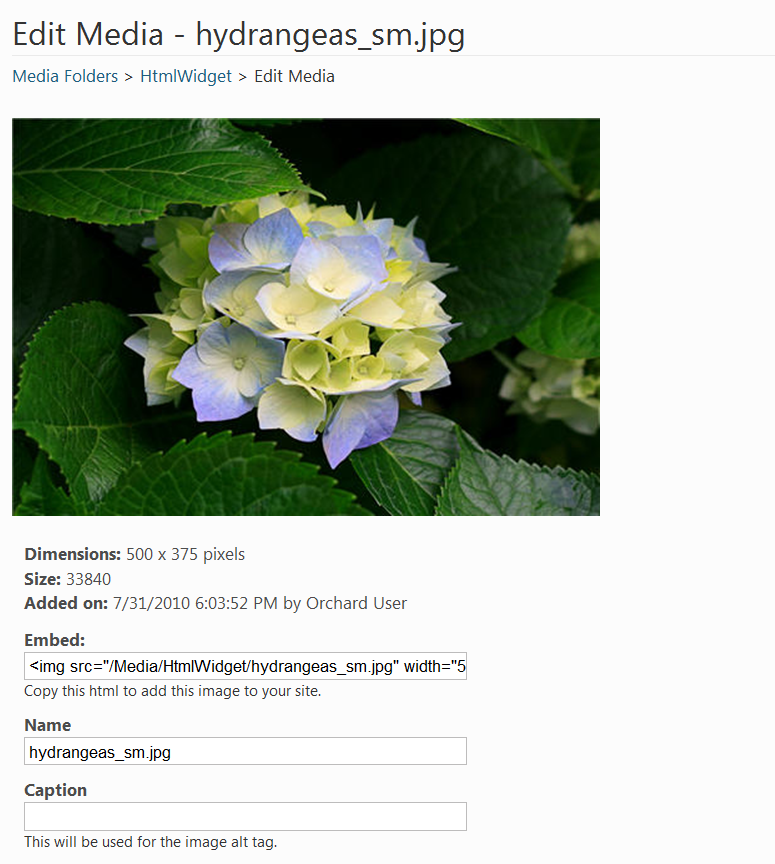 Edit Media - hydrangeas_sm.jpg
Media Folders > HtmlWidget > Edit Media
Dimensions: 500 x 375 pixels
Size: 33840
Added on: 7/31/2010 6:03:52 PM by Orchard User
Embed:
<img src="/Media/HtmlWidget/hydrangeas_sm.jpg" width="5
Copy this html to add this image to your site.
Name
hydrangeas_sm.jpg
Caption
This will be used for the image alt tag.